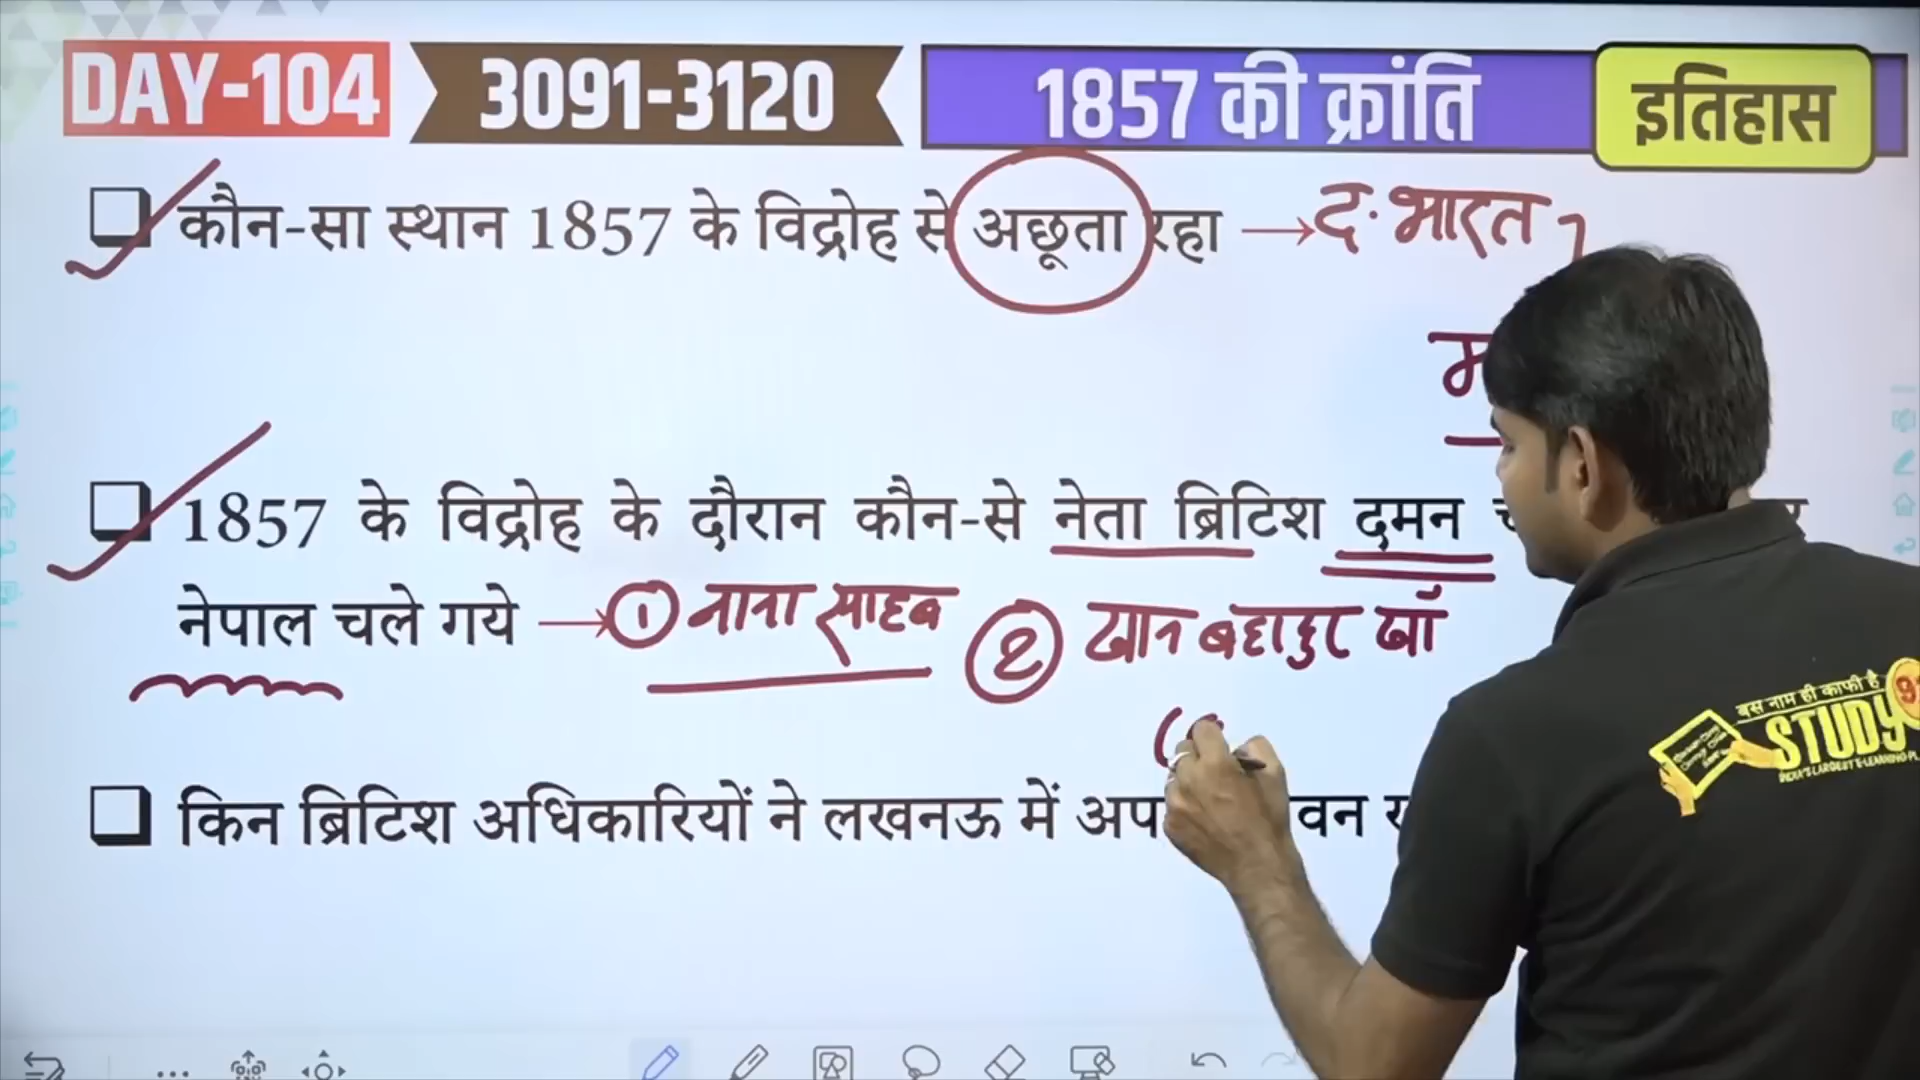 DAY-104 3091-3120 1857 की क्रांति इतिहास
कौन-सा स्थान 1857 के विद्रोह से अछूता रहा → द. भारत
म
1857 के विद्रोह के दौरान कौन-से नेता ब्रिटिश दमन
नेपाल चले गये → ① नाना साहब ② खान बहादुर खाँ
(
किन ब्रिटिश अधिकारियों ने लखनऊ में अप वन
बस नाम ही काफी है
STUDY 9